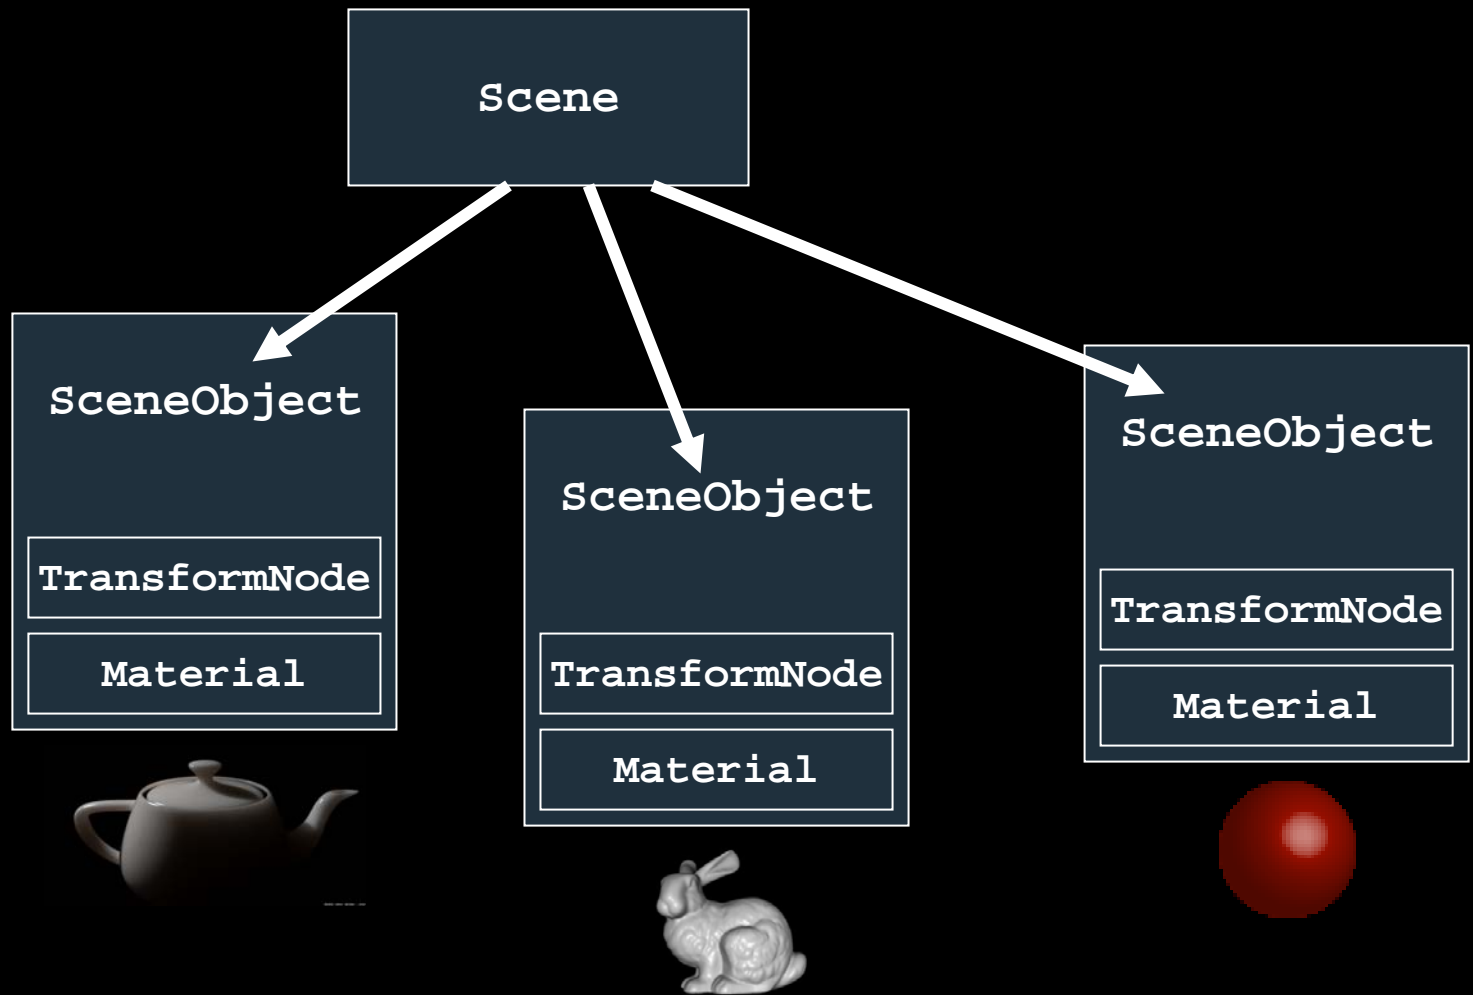 Scene
SceneObject
TransformNode
Material
SceneObject
TransformNode
Material
SceneObject
TransformNode
Material